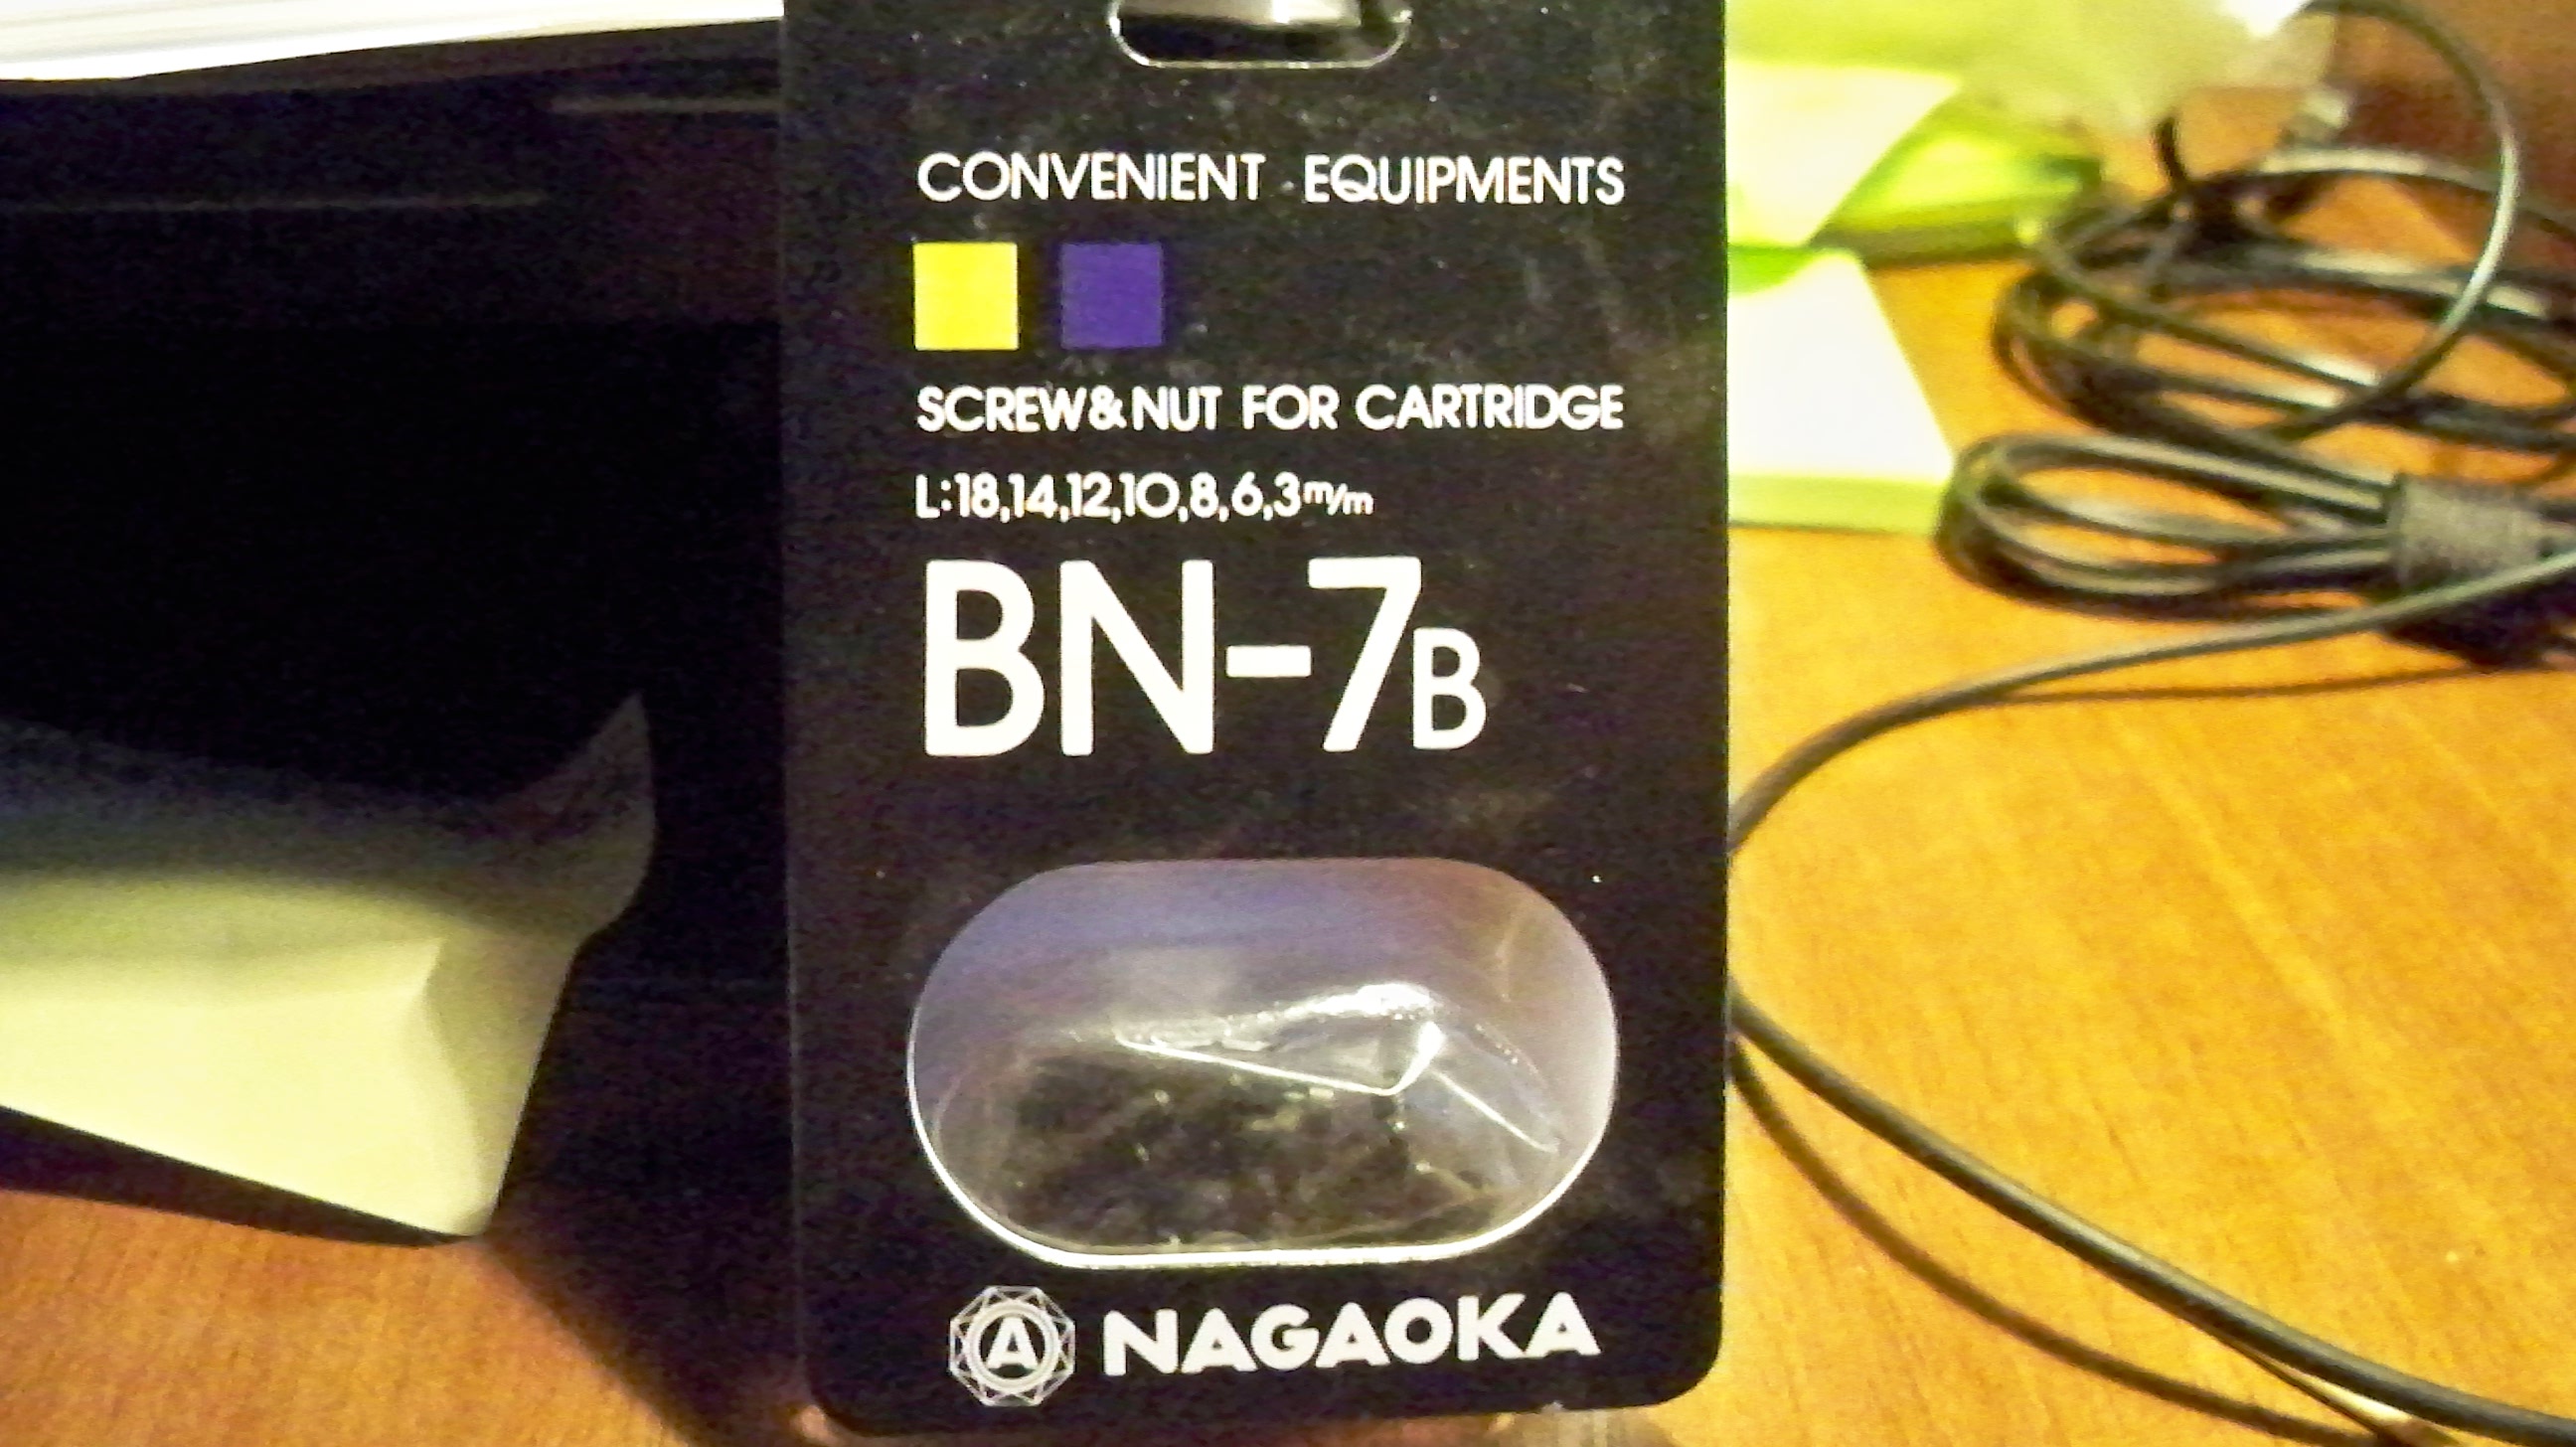 CONVENIENT EQUIPMENTS
SCREW&NUT FOR CARTRIDGE
L:18,14,12,10,8,6,3m/m
BN-7B
A NAGAOKA